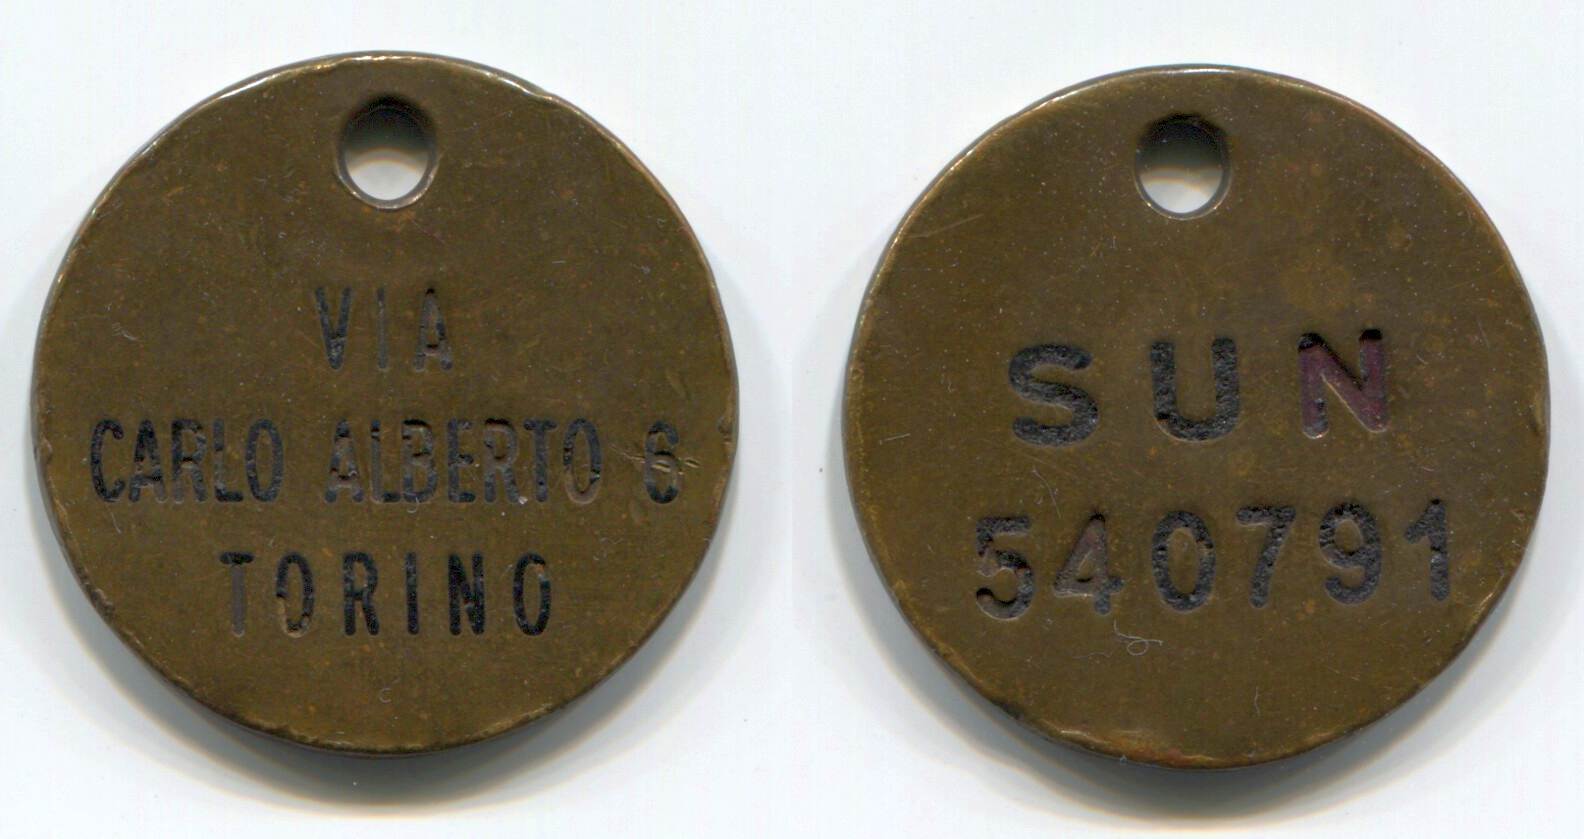 VIA
CARLO ALBERTO 6
TORINO
SUN
540791